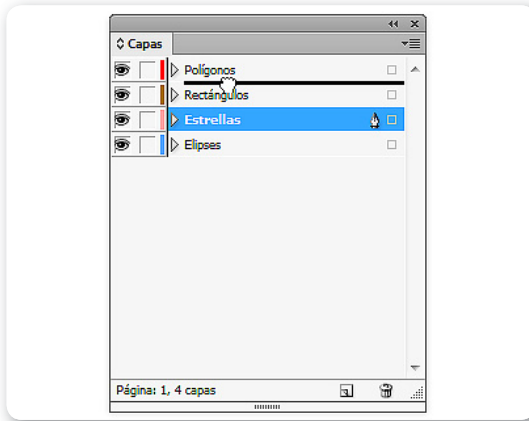 Capas
Polígonos
Rectángulos
Estrellas
Elipses
Página: 1, 4 capas